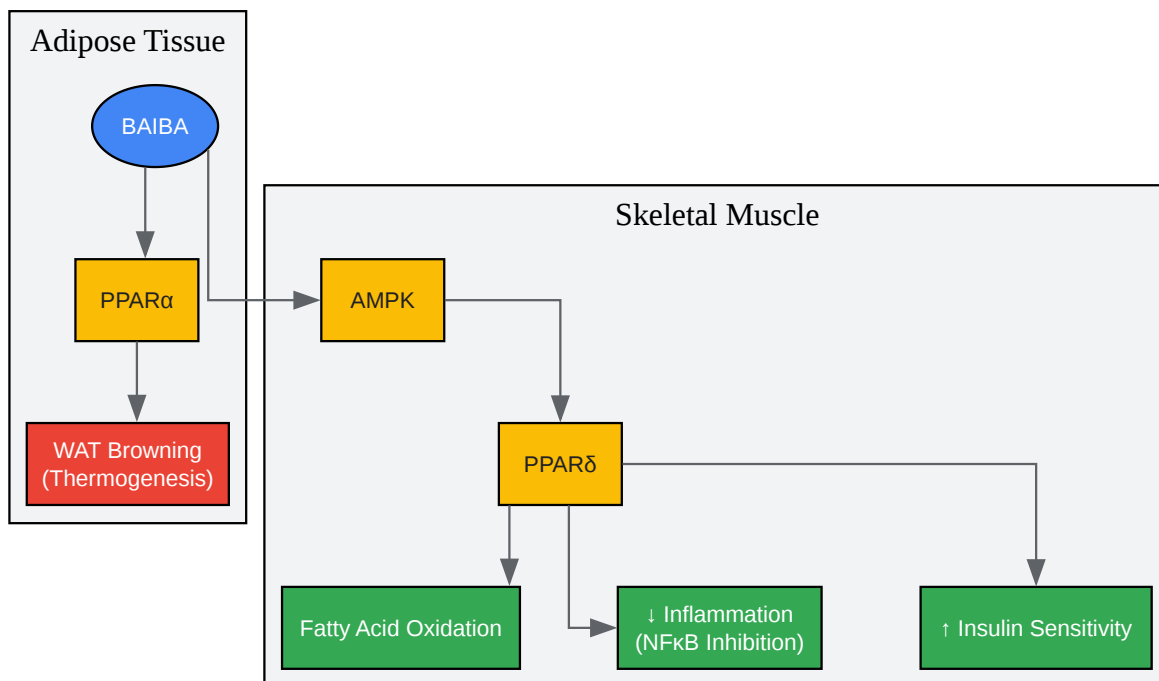 Adipose Tissue
BAIBA
PPARα
WAT Browning
(Thermogenesis)
Skeletal Muscle
AMPK
PPARδ
Fatty Acid Oxidation
↓ Inflammation
(NFκB Inhibition)
↑ Insulin Sensitivity